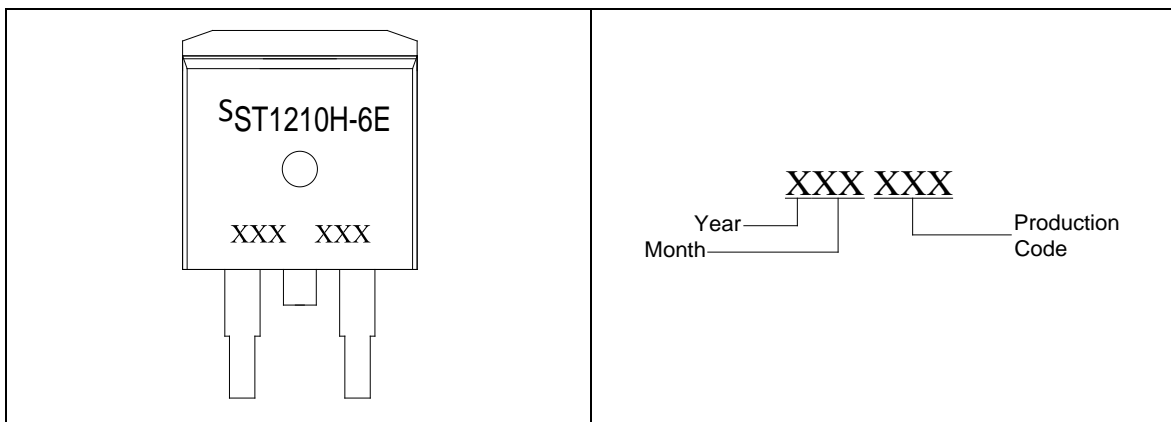 SST1210H-6E
XXX XXX
XXX XXX
Year
Month
Production
Code